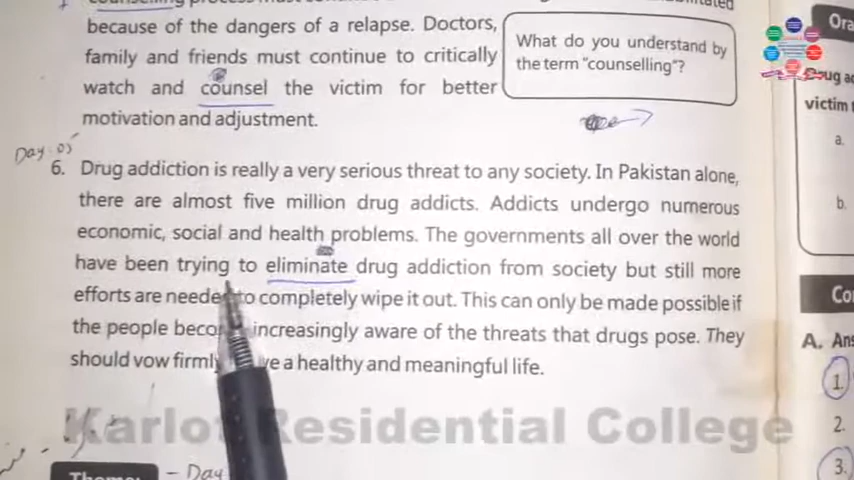 because of the dangers of a relapse. Doctors,
family and friends must continue to critically
watch and counsel the victim for better
motivation and adjustment.
What do you understand by
the term "counselling"?
Day-05
6. Drug addiction is really a very serious threat to any society. In Pakistan alone,
there are almost five million drug addicts. Addicts undergo numerous
economic, social and health problems. The governments all over the world
have been trying to eliminate drug addiction from society but still more
efforts are needed to completely wipe it out. This can only be made possible if
the people become increasingly aware of the threats that drugs pose. They
should vow firmly a healthy and meaningful life.
Karlot Residential College
Theme:
- Day
Ora
Drug a
victim
a.
b.
Co
A. Ans
1.
2.
3.